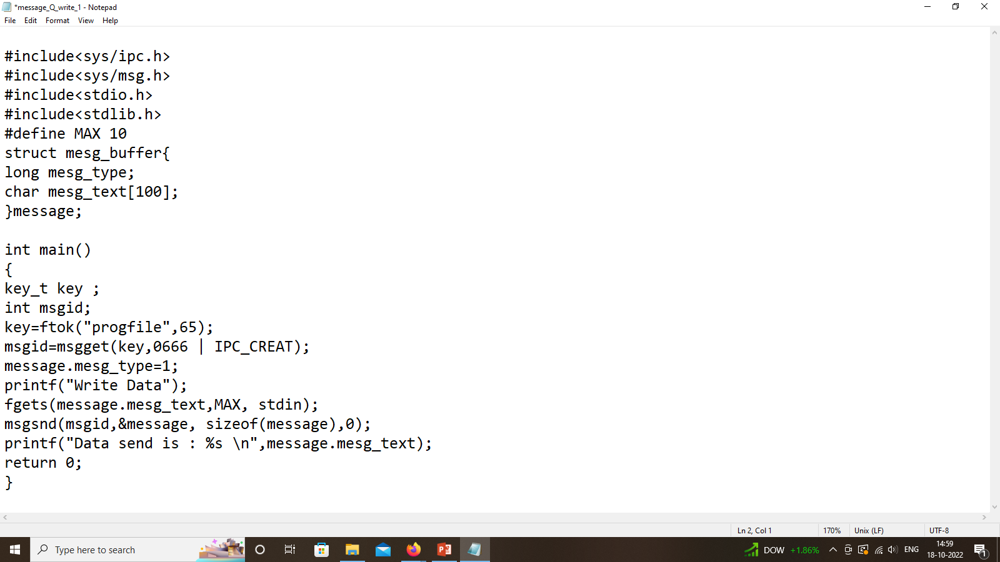 *message_Q_write_1 - Notepad
File Edit Format View Help
#include<sys/ipc.h>
#include<sys/msg.h>
#include<stdio.h>
#include<stdlib.h>
#define MAX 10
struct mesg_buffer{
long mesg_type;
char mesg_text[100];
}message;
int main()
{
key_t key ;
int msgid;
key=ftok("progfile",65);
msgid=msgget(key,0666 | IPC_CREAT);
message.mesg_type=1;
printf("Write Data");
fgets(message.mesg_text,MAX, stdin);
msgsnd(msgid,&message, sizeof(message),0);
printf("Data send is : %s \n",message.mesg_text);
return 0;
}
Ln 2, Col 1 170% Unix (LF) UTF-8
Type here to search
DOW +1.86%
ENG
14:59
18-10-2022
1